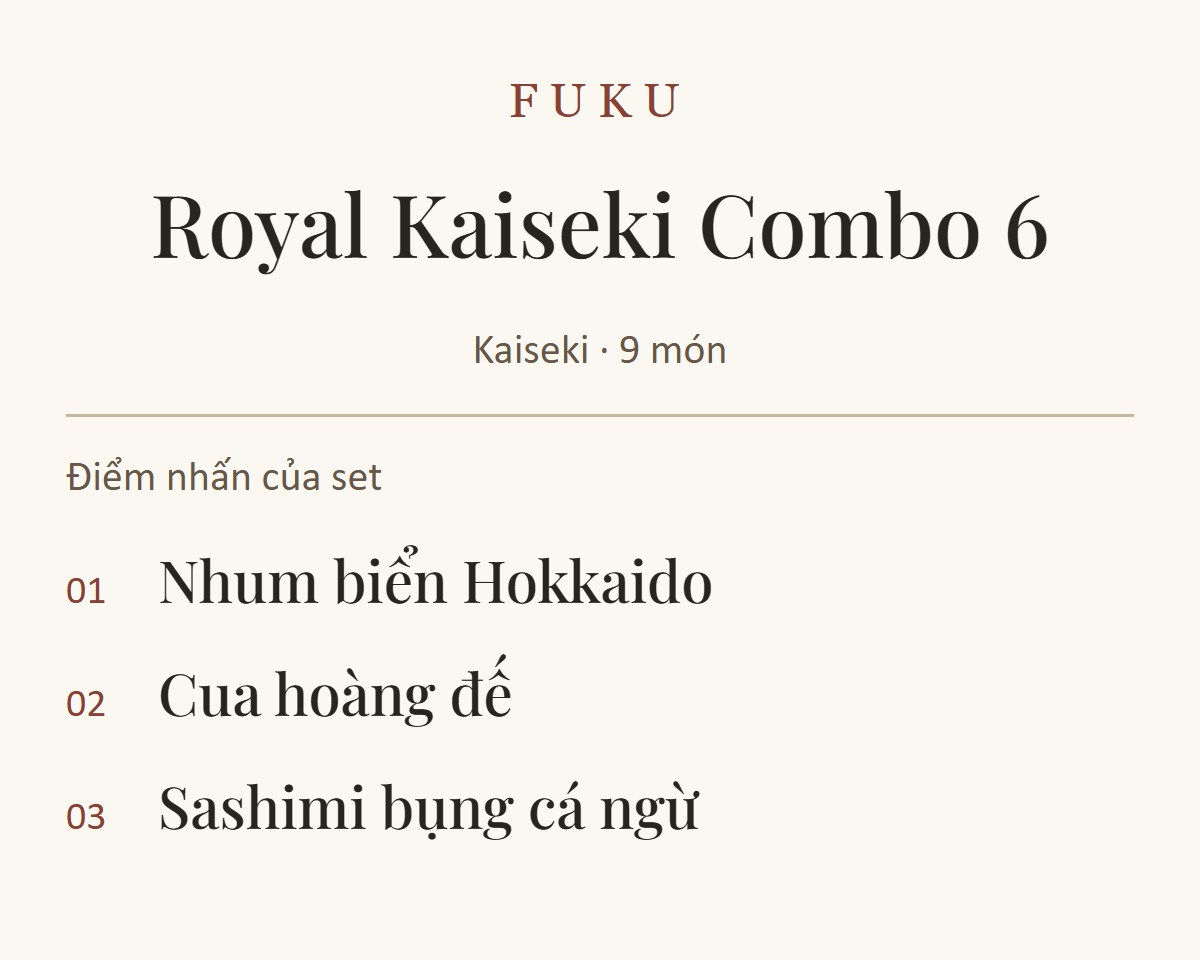 FUKU
Royal Kaiseki Combo 6
Kaiseki · 9 món
Điểm nhấn của set
01 Nhum biển Hokkaido
02 Cua hoàng đế
03 Sashimi bụng cá ngừ